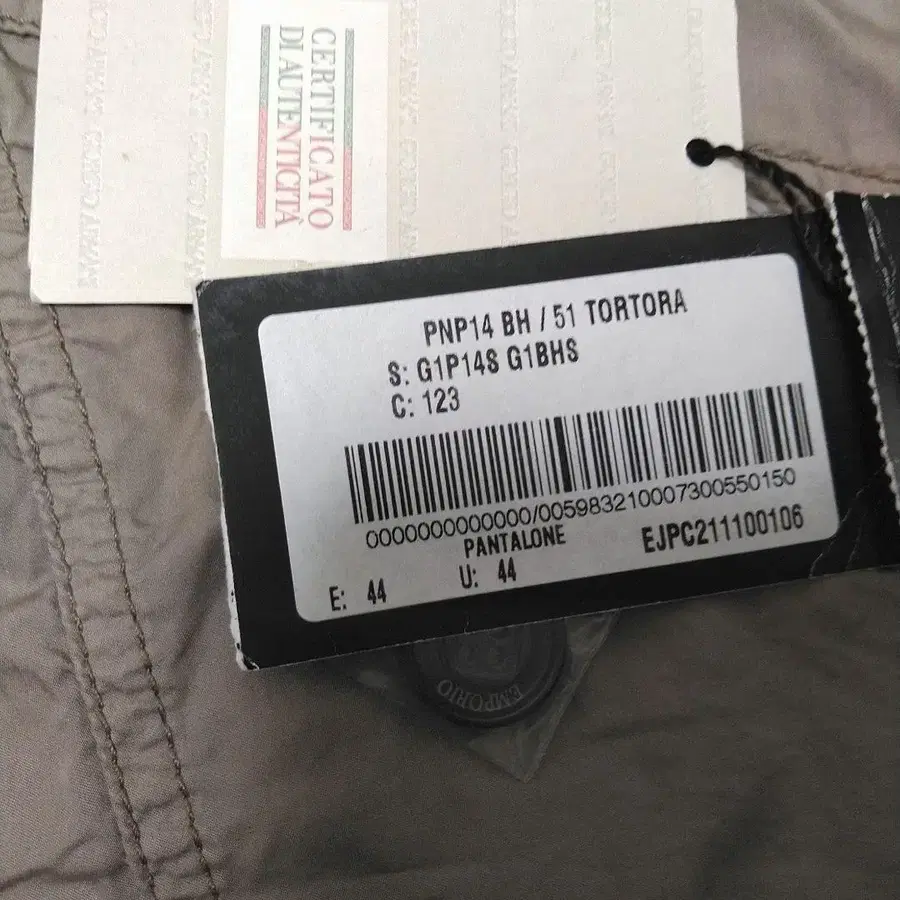 CERTIFICATO
DI AUTENTICITÀ
PNP14 BH / 51 TORTORA
S: G1P14S G1BHS
C: 123
0000000000000/005983210007300550150
PANTALONE
EJPC211100106
E: 44 U: 44
EMPORIO